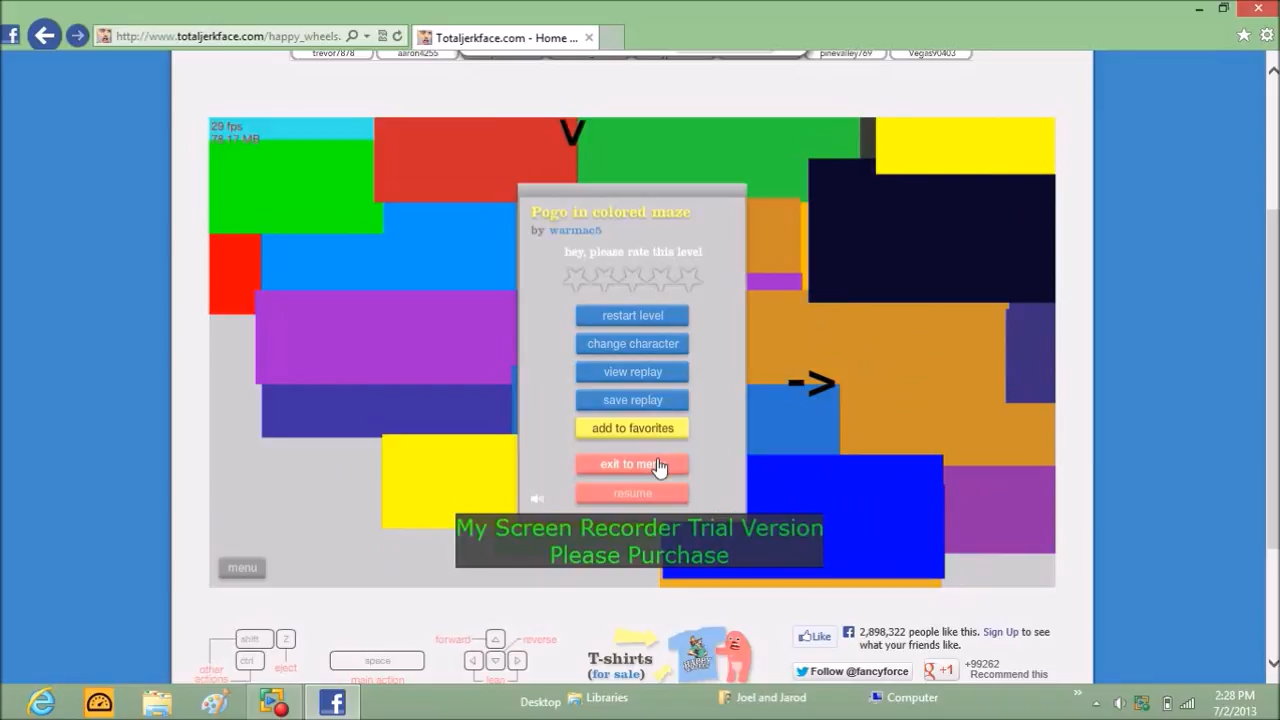 http://www.totaljerkface.com/happy_wheels.
Totaljerkface.com - Home ...
trevor7878
aaron4255
pinevalley769
Vegas90403
29 fps
78.17 MB
V
Pogo in colored maze
by warmac5
hey, please rate this level
restart level
change character
view replay
save replay
->
add to favorites
exit to
resume
My Screen Recorder Trial Version
Please Purchase
menu
shift
Z
ctrl
eject
other
actions
space
main action
forward
reverse
lean
T-shirts
(for sale)
Like
2,898,322 people like this. Sign Up to see
what your friends like.
Follow @fancyforce
+1
+99262
Recommend this
Desktop
Libraries
Joel and Jarod
Computer
2:28 PM
7/2/2013